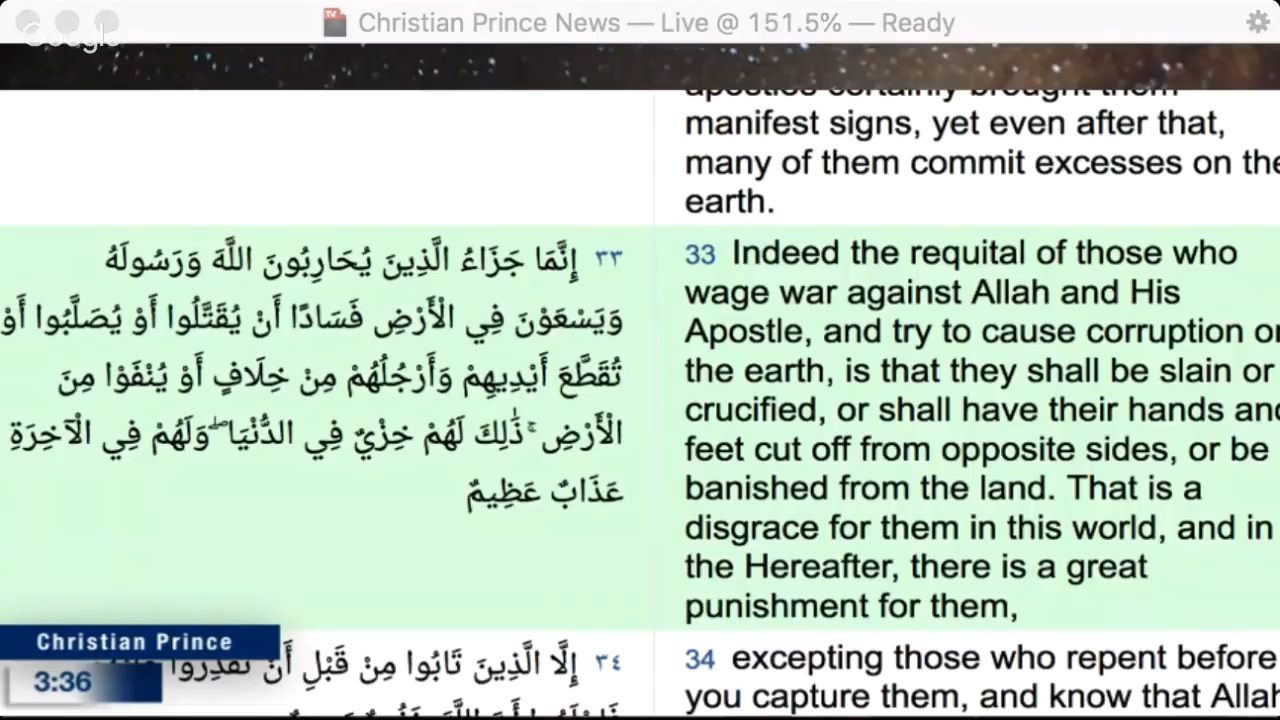 Christian Prince News — Live @ 151.5% — Ready
Google
apostles certainly brought them
manifest signs, yet even after that,
many of them commit excesses on the
earth.
٣٣ إِنَّمَا جَزَاءُ الَّذِينَ يُحَارِبُونَ اللَّهَ وَرَسُولَهُ
وَيَسْعَوْنَ فِي الْأَرْضِ فَسَادًا أَنْ يُقَتَّلُوا أَوْ يُصَلَّبُوا أَوْ
تُقَطَّعَ أَيْدِيهِمْ وَأَرْجُلُهُمْ مِنْ خِلَافٍ أَوْ يُنْفَوْا مِنَ
الْأَرْضِ ۚ ذَٰلِكَ لَهُمْ خِزْيٌ فِي الدُّنْيَا ۖ وَلَهُمْ فِي الْآخِرَةِ
عَذَابٌ عَظِيمٌ
33 Indeed the requital of those who
wage war against Allah and His
Apostle, and try to cause corruption on
the earth, is that they shall be slain or
crucified, or shall have their hands and
feet cut off from opposite sides, or be
banished from the land. That is a
disgrace for them in this world, and in
the Hereafter, there is a great
punishment for them,
٣٤ إِلَّا الَّذِينَ تَابُوا مِنْ قَبْلِ أَنْ تَقْدِرُوا
34 excepting those who repent before
you capture them, and know that Allah
Christian Prince
3:36